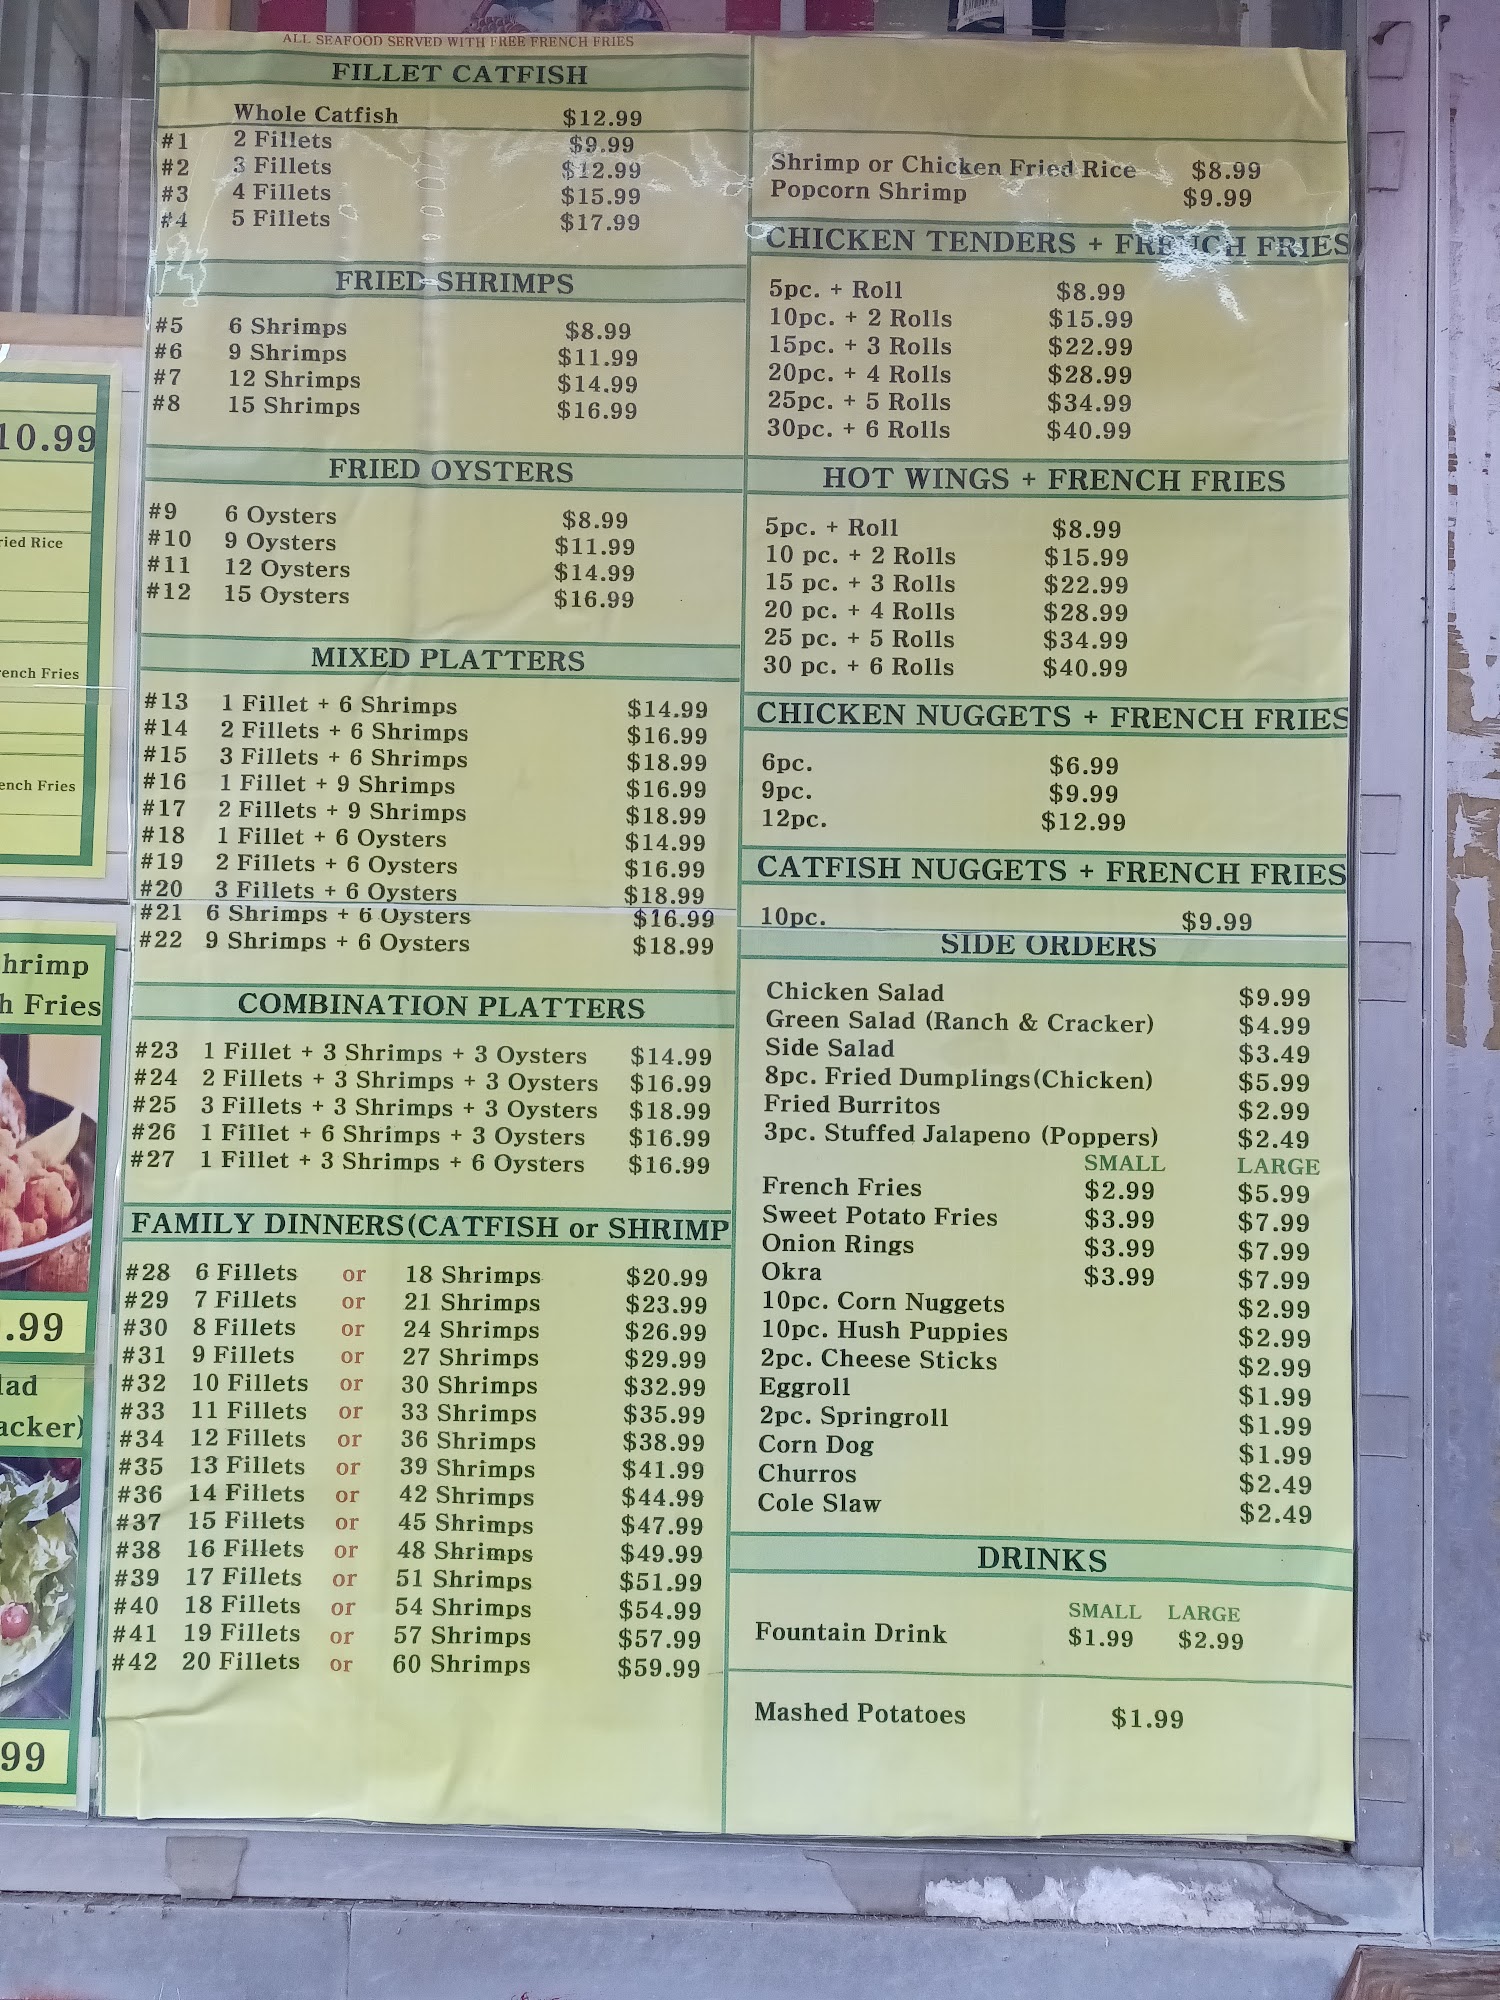 ALL SEAFOOD SERVED WITH FREE FRENCH FRIES
FILLET CATFISH
Whole Catfish $12.99
#1 2 Fillets $9.99
#2 3 Fillets $12.99
#3 4 Fillets $15.99
#4 5 Fillets $17.99
FRIED SHRIMPS
#5 6 Shrimps $8.99
#6 9 Shrimps $11.99
#7 12 Shrimps $14.99
#8 15 Shrimps $16.99
FRIED OYSTERS
#9 6 Oysters $8.99
#10 9 Oysters $11.99
#11 12 Oysters $14.99
#12 15 Oysters $16.99
MIXED PLATTERS
#13 1 Fillet + 6 Shrimps $14.99
#14 2 Fillets + 6 Shrimps $16.99
#15 3 Fillets + 6 Shrimps $18.99
#16 1 Fillet + 9 Shrimps $16.99
#17 2 Fillets + 9 Shrimps $18.99
#18 1 Fillet + 6 Oysters $14.99
#19 2 Fillets + 6 Oysters $16.99
#20 3 Fillets + 6 Oysters $18.99
#21 6 Shrimps + 6 Oysters $16.99
#22 9 Shrimps + 6 Oysters $18.99
COMBINATION PLATTERS
#23 1 Fillet + 3 Shrimps + 3 Oysters $14.99
#24 2 Fillets + 3 Shrimps + 3 Oysters $16.99
#25 3 Fillets + 3 Shrimps + 3 Oysters $18.99
#26 1 Fillet + 6 Shrimps + 3 Oysters $16.99
#27 1 Fillet + 3 Shrimps + 6 Oysters $16.99
FAMILY DINNERS(CATFISH or SHRIMP
#28 6 Fillets or 18 Shrimps $20.99
#29 7 Fillets or 21 Shrimps $23.99
#30 8 Fillets or 24 Shrimps $26.99
#31 9 Fillets or 27 Shrimps $29.99
#32 10 Fillets or 30 Shrimps $32.99
#33 11 Fillets or 33 Shrimps $35.99
#34 12 Fillets or 36 Shrimps $38.99
#35 13 Fillets or 39 Shrimps $41.99
#36 14 Fillets or 42 Shrimps $44.99
#37 15 Fillets or 45 Shrimps $47.99
#38 16 Fillets or 48 Shrimps $49.99
#39 17 Fillets or 51 Shrimps $51.99
#40 18 Fillets or 54 Shrimps $54.99
#41 19 Fillets or 57 Shrimps $57.99
#42 20 Fillets or 60 Shrimps $59.99
Shrimp or Chicken Fried Rice $8.99
Popcorn Shrimp $9.99
CHICKEN TENDERS + FRENCH FRIES
5pc. + Roll $8.99
10pc. + 2 Rolls $15.99
15pc. + 3 Rolls $22.99
20pc. + 4 Rolls $28.99
25pc. + 5 Rolls $34.99
30pc. + 6 Rolls $40.99
HOT WINGS + FRENCH FRIES
5pc. + Roll $8.99
10 pc. + 2 Rolls $15.99
15 pc. + 3 Rolls $22.99
20 pc. + 4 Rolls $28.99
25 pc. + 5 Rolls $34.99
30 pc. + 6 Rolls $40.99
CHICKEN NUGGETS + FRENCH FRIES
6pc. $6.99
9pc. $9.99
12pc. $12.99
CATFISH NUGGETS + FRENCH FRIES
10pc. $9.99
SIDE ORDERS
Chicken Salad $9.99
Green Salad (Ranch & Cracker) $4.99
Side Salad $3.49
8pc. Fried Dumplings(Chicken) $5.99
Fried Burritos $2.99
3pc. Stuffed Jalapeno (Poppers) $2.49
SMALL LARGE
French Fries $2.99 $5.99
Sweet Potato Fries $3.99 $7.99
Onion Rings $3.99 $7.99
Okra $3.99 $7.99
10pc. Corn Nuggets $2.99
10pc. Hush Puppies $2.99
2pc. Cheese Sticks $2.99
Eggroll $1.99
2pc. Springroll $1.99
Corn Dog $1.99
Churros $2.49
Cole Slaw $2.49
DRINKS
SMALL LARGE
Fountain Drink $1.99 $2.99
Mashed Potatoes $1.99
10.99
ried Rice
rench Fries
ench Fries
hrimp
h Fries
.99
lad
acker)
99